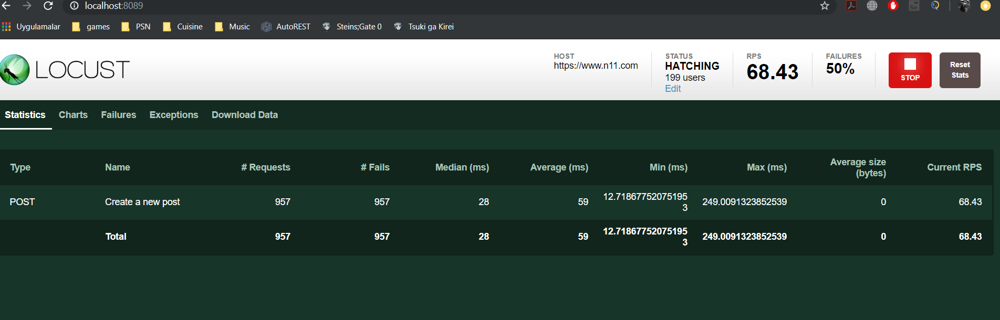 localhost:8089
Uygulamalar games PSN Cuisine Music AutoREST Steins;Gate 0 Tsuki ga Kirei
LOCUST
HOST
https://www.n11.com
STATUS
HATCHING
199 users
Edit
RPS
68.43
FAILURES
50%
STOP
Reset
Stats
Statistics Charts Failures Exceptions Download Data
Type Name # Requests # Fails Median (ms) Average (ms) Min (ms) Max (ms) Average size (bytes) Current RPS
POST Create a new post 957 957 28 59 12.718677520751953 249.0091323852539 0 68.43
Total 957 957 28 59 12.718677520751953 249.0091323852539 0 68.43